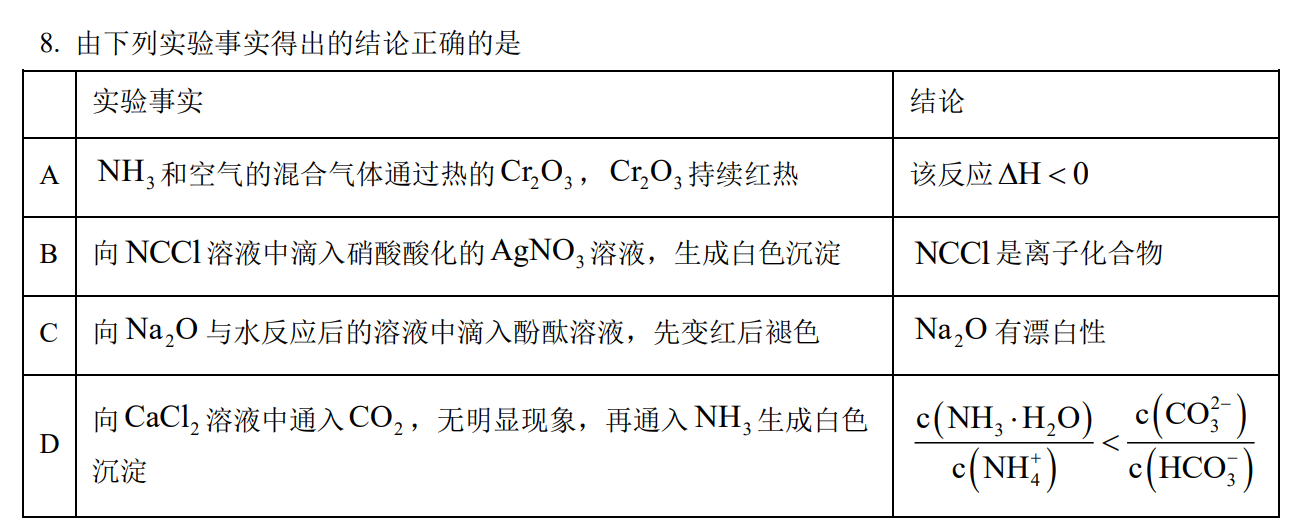 8. 由下列实验事实得出的结论正确的是
实验事实 结论
A NH₃和空气的混合气体通过热的Cr₂O₃，Cr₂O₃持续红热 该反应ΔH<0
B 向NCCl溶液中滴入硝酸酸化的AgNO₃溶液，生成白色沉淀 NCCl是离子化合物
C 向Na₂O与水反应后的溶液中滴入酚酞溶液，先变红后褪色 Na₂O有漂白性
D 向CaCl₂溶液中通入CO₂，无明显现象，再通入NH₃生成白色
沉淀
c(NH₃·H₂O)/c(NH₄⁺) < c(CO₃²⁻)/c(HCO₃⁻)